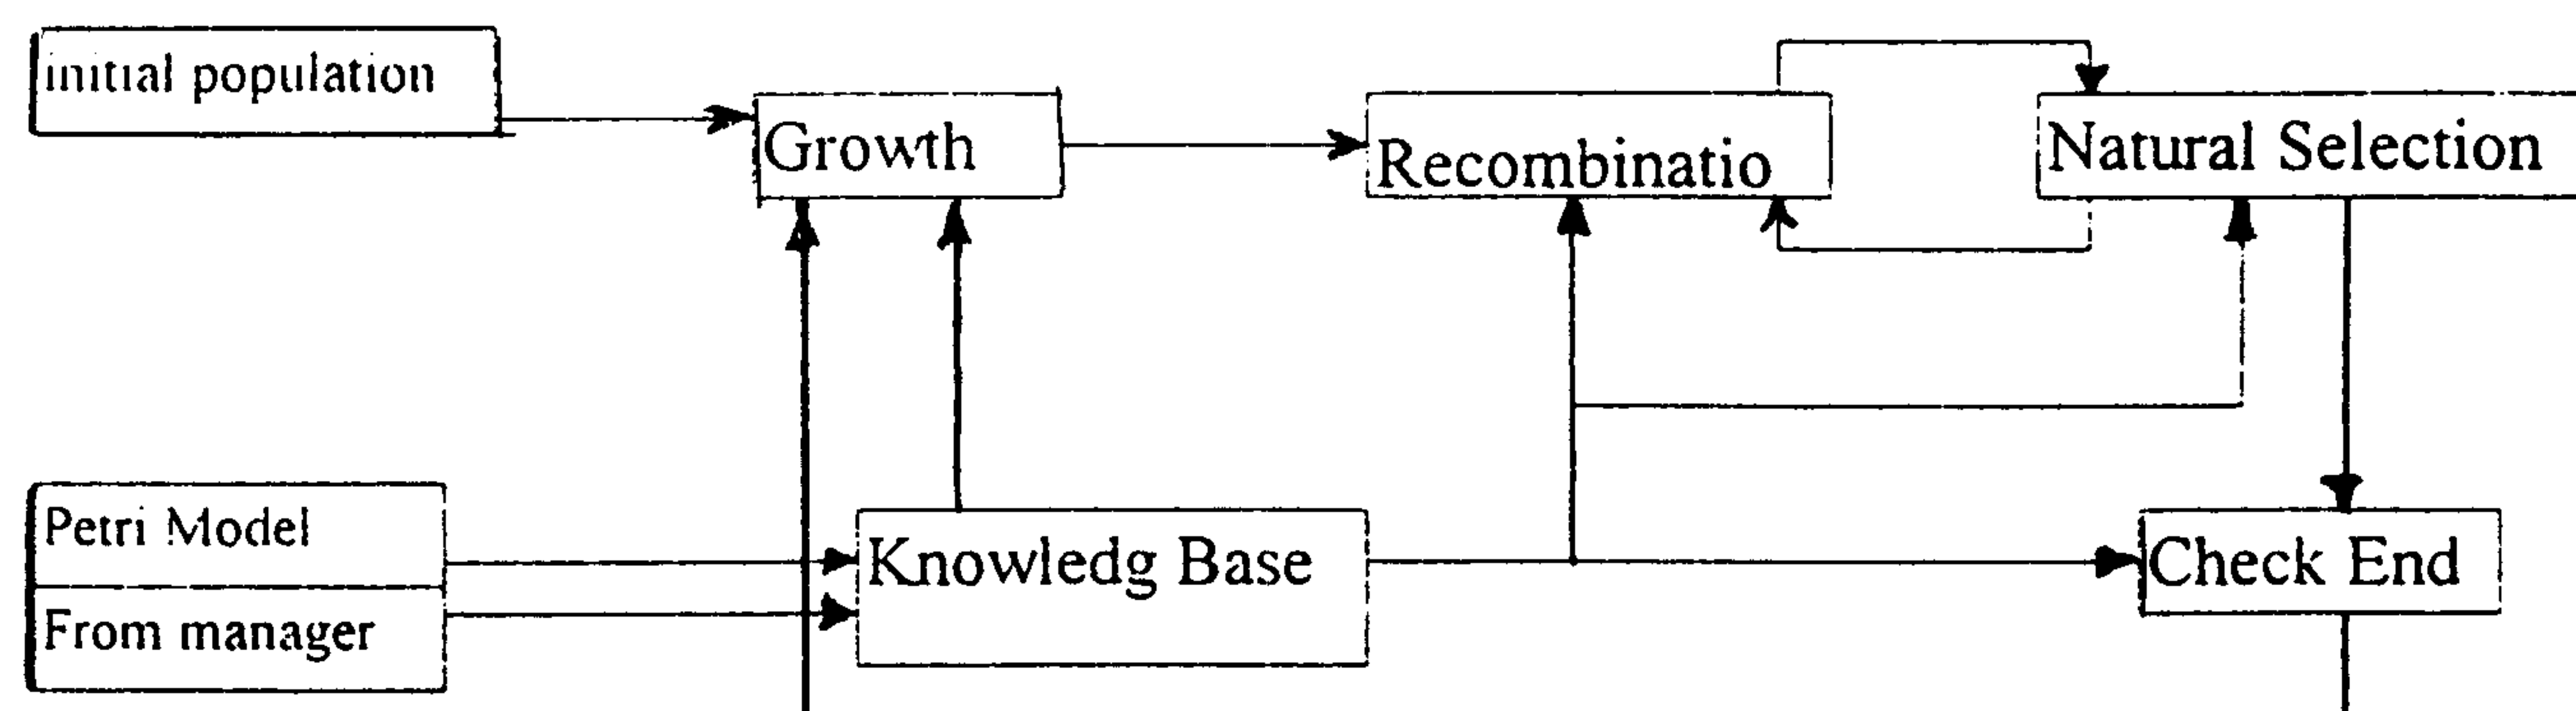 initial population
Growth
Recombinatio
Natural Selection
Petri Model
From manager
Knowledg Base
Check End